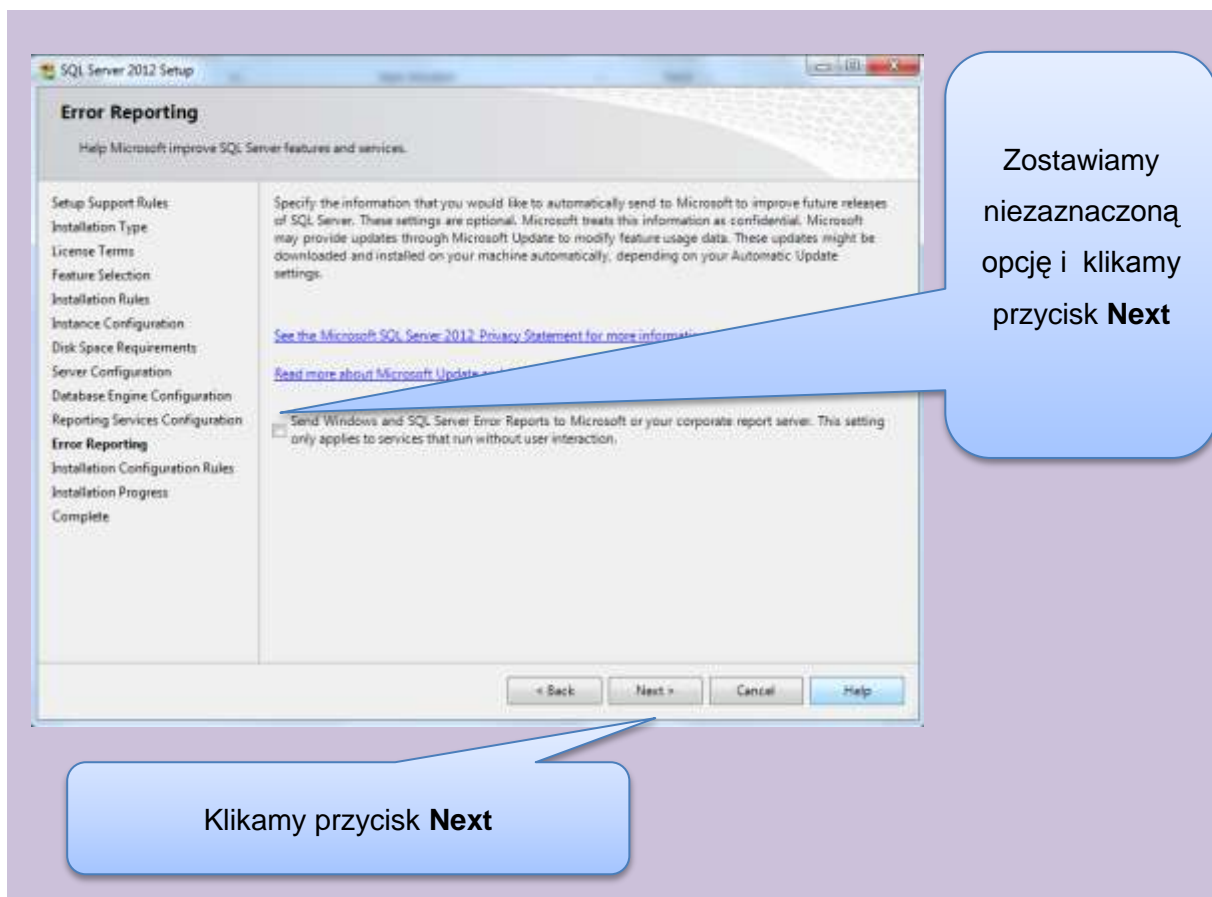 SQL Server 2012 Setup
Error Reporting
Help Microsoft improve SQL Server features and services.
Setup Support Rules
Installation Type
License Terms
Feature Selection
Installation Rules
Instance Configuration
Disk Space Requirements
Server Configuration
Database Engine Configuration
Reporting Services Configuration
Error Reporting
Installation Configuration Rules
Installation Progress
Complete
Specify the information that you would like to automatically send to Microsoft to improve future releases
of SQL Server. These settings are optional. Microsoft treats this information as confidential. Microsoft
may provide updates through Microsoft Update to modify feature usage data. These updates might be
downloaded and installed on your machine automatically, depending on your Automatic Update
settings.
See the Microsoft SQL Server 2012 Privacy Statement for more
Read more about Microsoft Update
Send Windows and SQL Server Error Reports to Microsoft or your corporate report server. This setting
only applies to services that run without user interaction.
< Back
Next >
Cancel
Help
Zostawiamy
niezaznaczoną
opcję i klikamy
przycisk Next
Klikamy przycisk Next